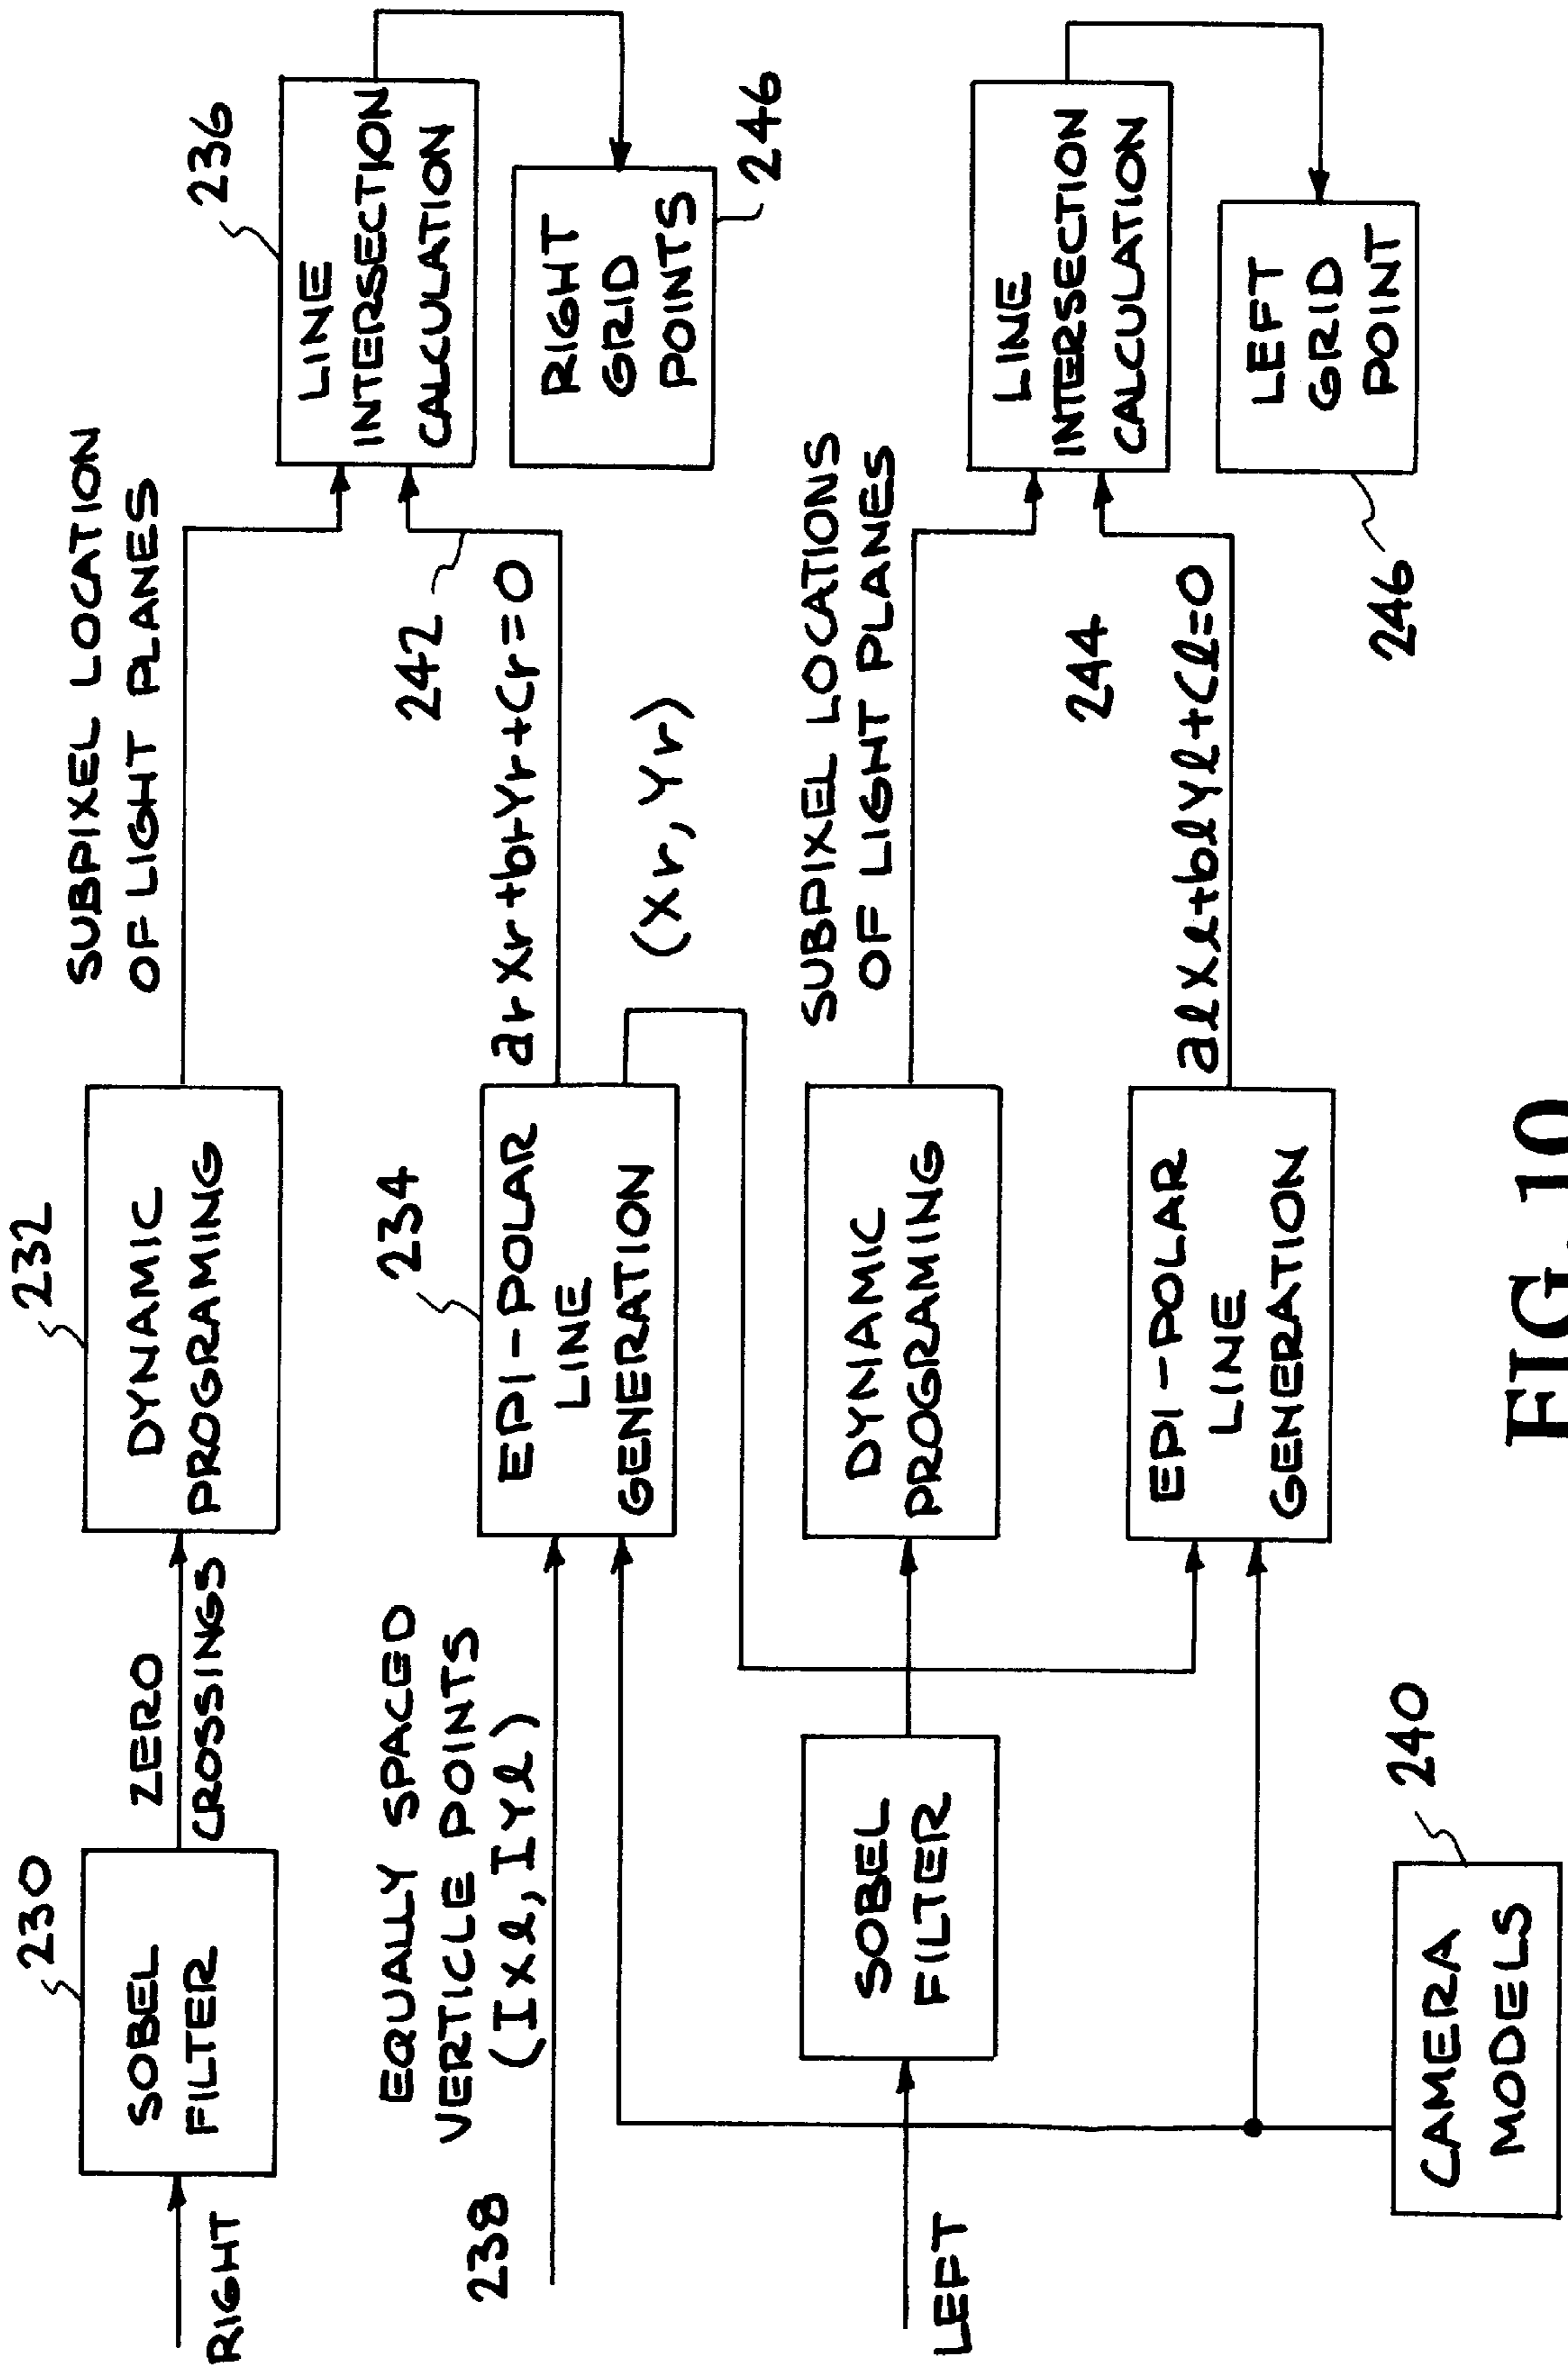 230
SOBEL
FILTER
RIGHT
ZERO
CROSSINGS
232
DYNAMIC
PROGRAMING
SUBPIXEL LOCATION
OF LIGHT PLANES
236
LINE
INTERSECTION
CALCULATION
EQUALLY SPACED
VERTICLE POINTS
(Ixl, Iyl)
238
234
EPI-POLAR
LINE
GENERATION
242
arXr+brYr+Cr=0
(Xr, Yr)
RIGHT
GRID
POINTS
246
SOBEL
FILTER
LEFT
DYNAMIC
PROGRAMING
SUBPIXEL LOCATIONS
OF LIGHT PLANES
LINE
INTERSECTION
CALCULATION
244
alXl+blYl+Cl=0
EPI-POLAR
LINE
GENERATION
LEFT
GRID
POINT
246
240
CAMERA
MODELS
FIG. 10